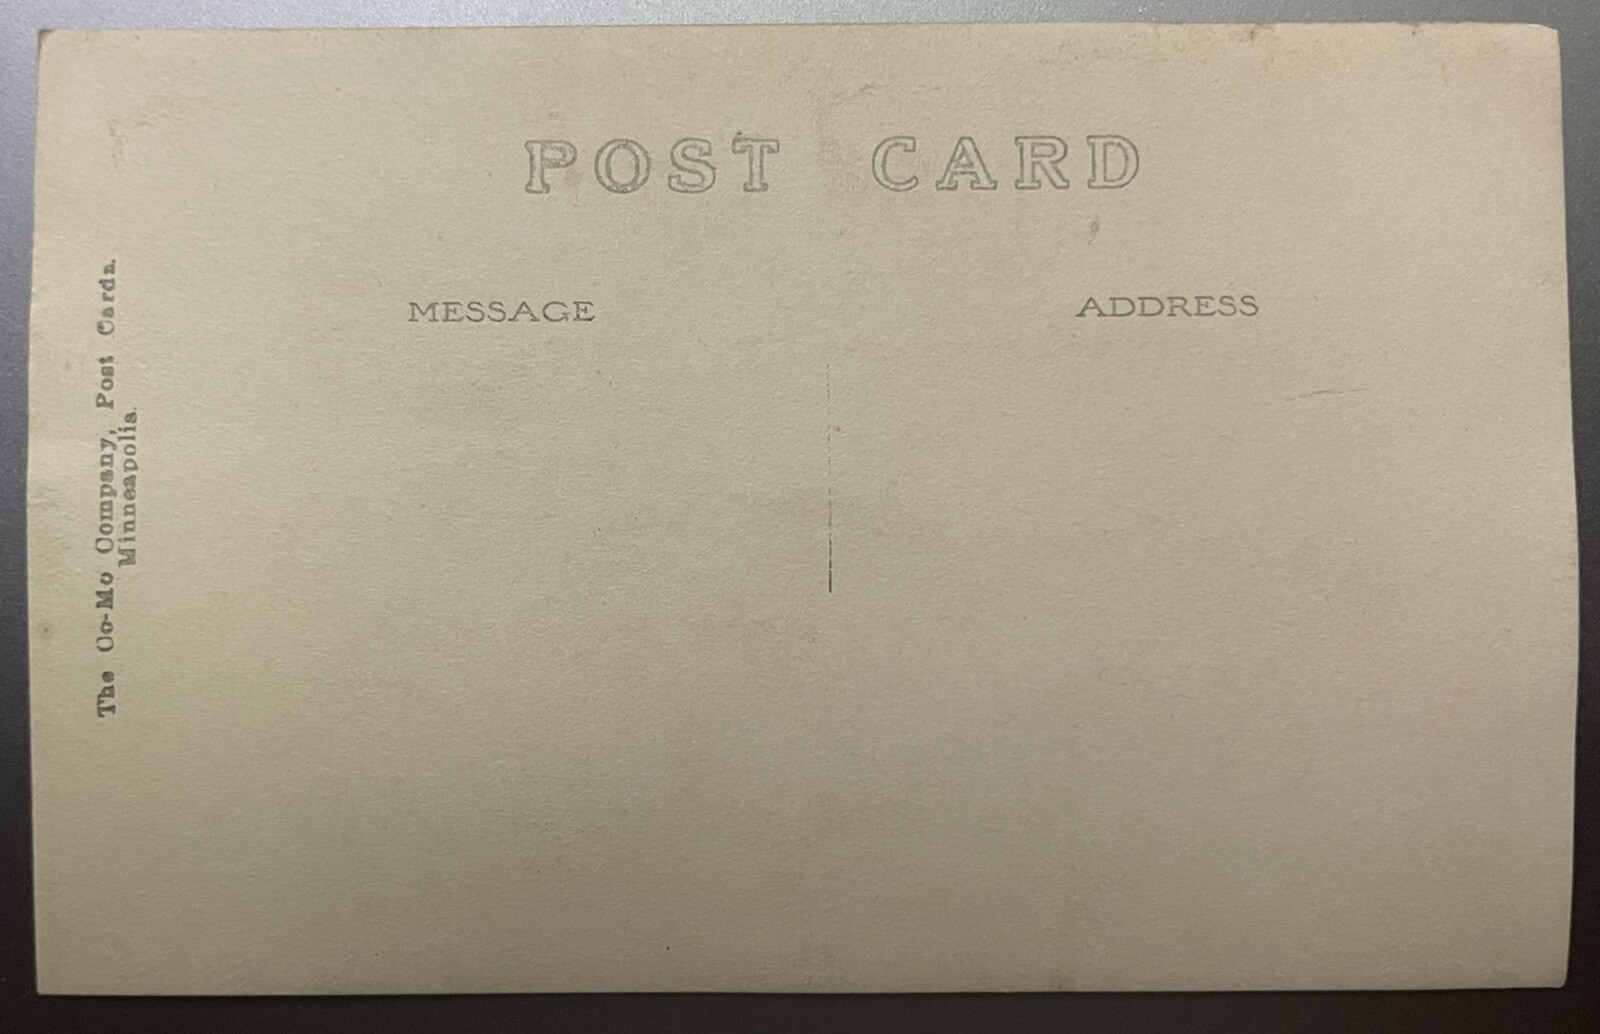 POST CARD
MESSAGE
ADDRESS
The Co-Mo Company, Post Cards.
Minneapolis.